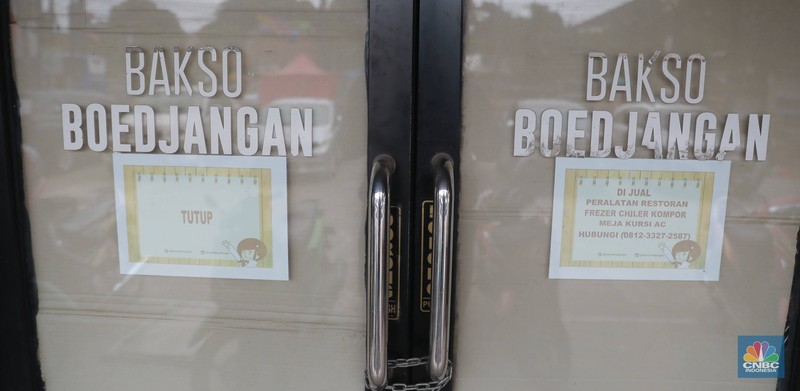 BAKSO
BOEDJANGAN
TUTUP
BAKSO
BOEDJANGAN
DI JUAL
PERALATAN RESTORAN
FREZER CHILER KOMPOR
MEJA KURSI AC
HUBUNGI (0812-3327-2587)
CNBC
INDONESIA